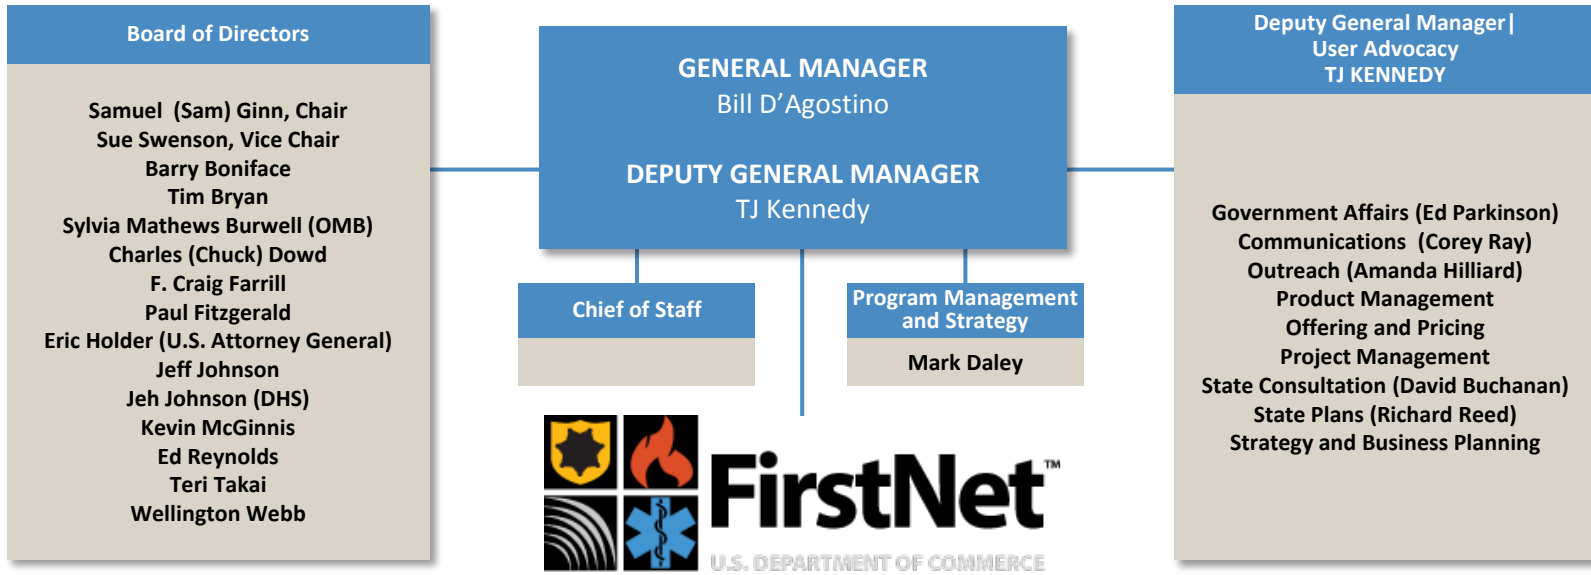 Board of Directors
Samuel (Sam) Ginn, Chair
Sue Swenson, Vice Chair
Barry Boniface
Tim Bryan
Sylvia Mathews Burwell (OMB)
Charles (Chuck) Dowd
F. Craig Farrill
Paul Fitzgerald
Eric Holder (U.S. Attorney General)
Jeff Johnson
Jeh Johnson (DHS)
Kevin McGinnis
Ed Reynolds
Teri Takai
Wellington Webb
GENERAL MANAGER
Bill D’Agostino
DEPUTY GENERAL MANAGER
TJ Kennedy
Chief of Staff
Program Management
and Strategy
Mark Daley
FirstNet™
U.S. DEPARTMENT OF COMMERCE
Deputy General Manager|
User Advocacy
TJ KENNEDY
Government Affairs (Ed Parkinson)
Communications (Corey Ray)
Outreach (Amanda Hilliard)
Product Management
Offering and Pricing
Project Management
State Consultation (David Buchanan)
State Plans (Richard Reed)
Strategy and Business Planning